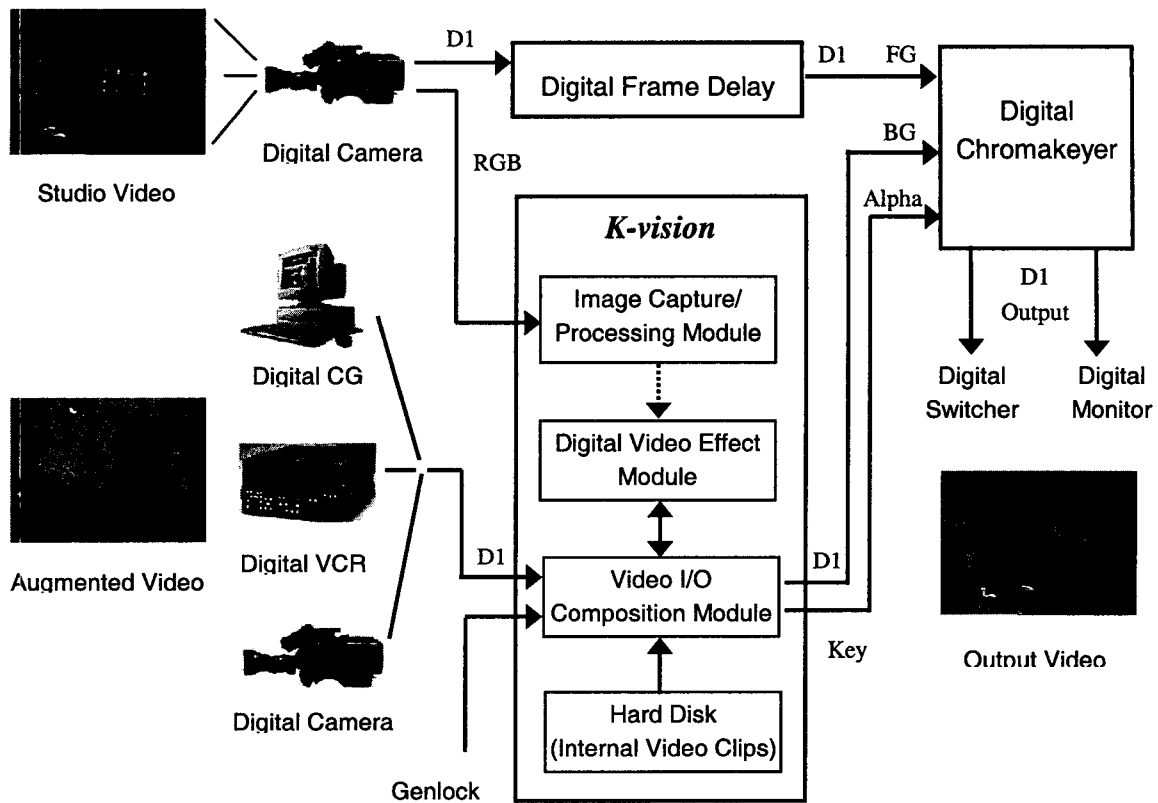 D1
D1
FG
Digital Frame Delay
Digital
Chromakeyer
BG
Digital Camera
RGB
Studio Video
Alpha
K-vision
D1
Output
Image Capture/
Processing Module
Digital CG
Digital
Switcher
Digital
Monitor
Digital Video Effect
Module
Digital VCR
D1
Augmented Video
Video I/O
Composition Module
D1
Key
Output Video
Digital Camera
Hard Disk
(Internal Video Clips)
Genlock